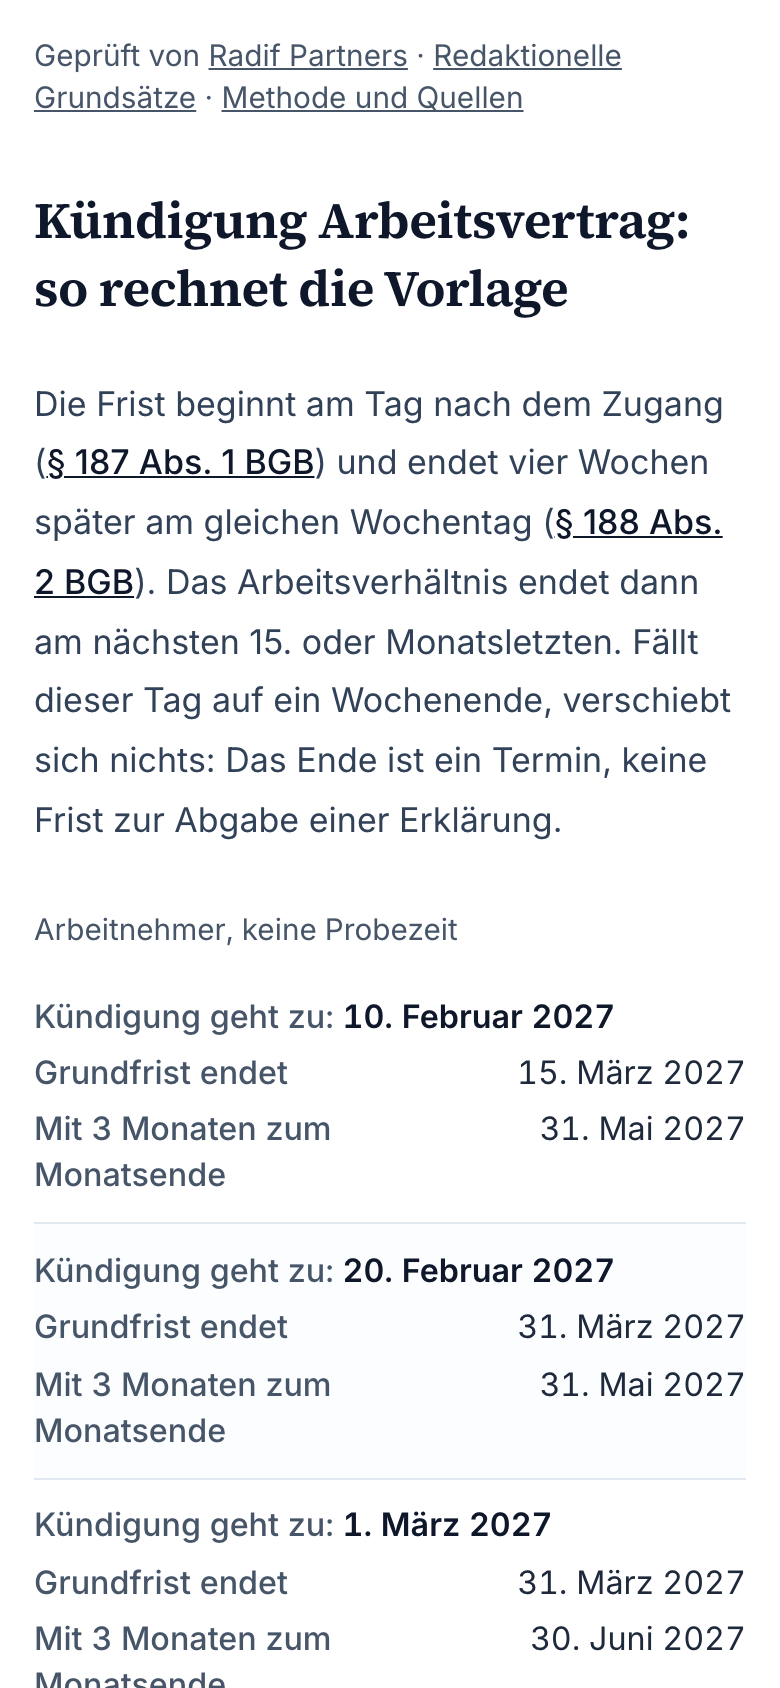 Geprüft von Radif Partners · Redaktionelle
Grundsätze · Methode und Quellen
Kündigung Arbeitsvertrag:
so rechnet die Vorlage
Die Frist beginnt am Tag nach dem Zugang
(§ 187 Abs. 1 BGB) und endet vier Wochen
später am gleichen Wochentag (§ 188 Abs.
2 BGB). Das Arbeitsverhältnis endet dann
am nächsten 15. oder Monatsletzten. Fällt
dieser Tag auf ein Wochenende, verschiebt
sich nichts: Das Ende ist ein Termin, keine
Frist zur Abgabe einer Erklärung.
Arbeitnehmer, keine Probezeit
Kündigung geht zu: 10. Februar 2027
Grundfrist endet 15. März 2027
Mit 3 Monaten zum 31. Mai 2027
Monatsende
Kündigung geht zu: 20. Februar 2027
Grundfrist endet 31. März 2027
Mit 3 Monaten zum 31. Mai 2027
Monatsende
Kündigung geht zu: 1. März 2027
Grundfrist endet 31. März 2027
Mit 3 Monaten zum 30. Juni 2027
Monatsende